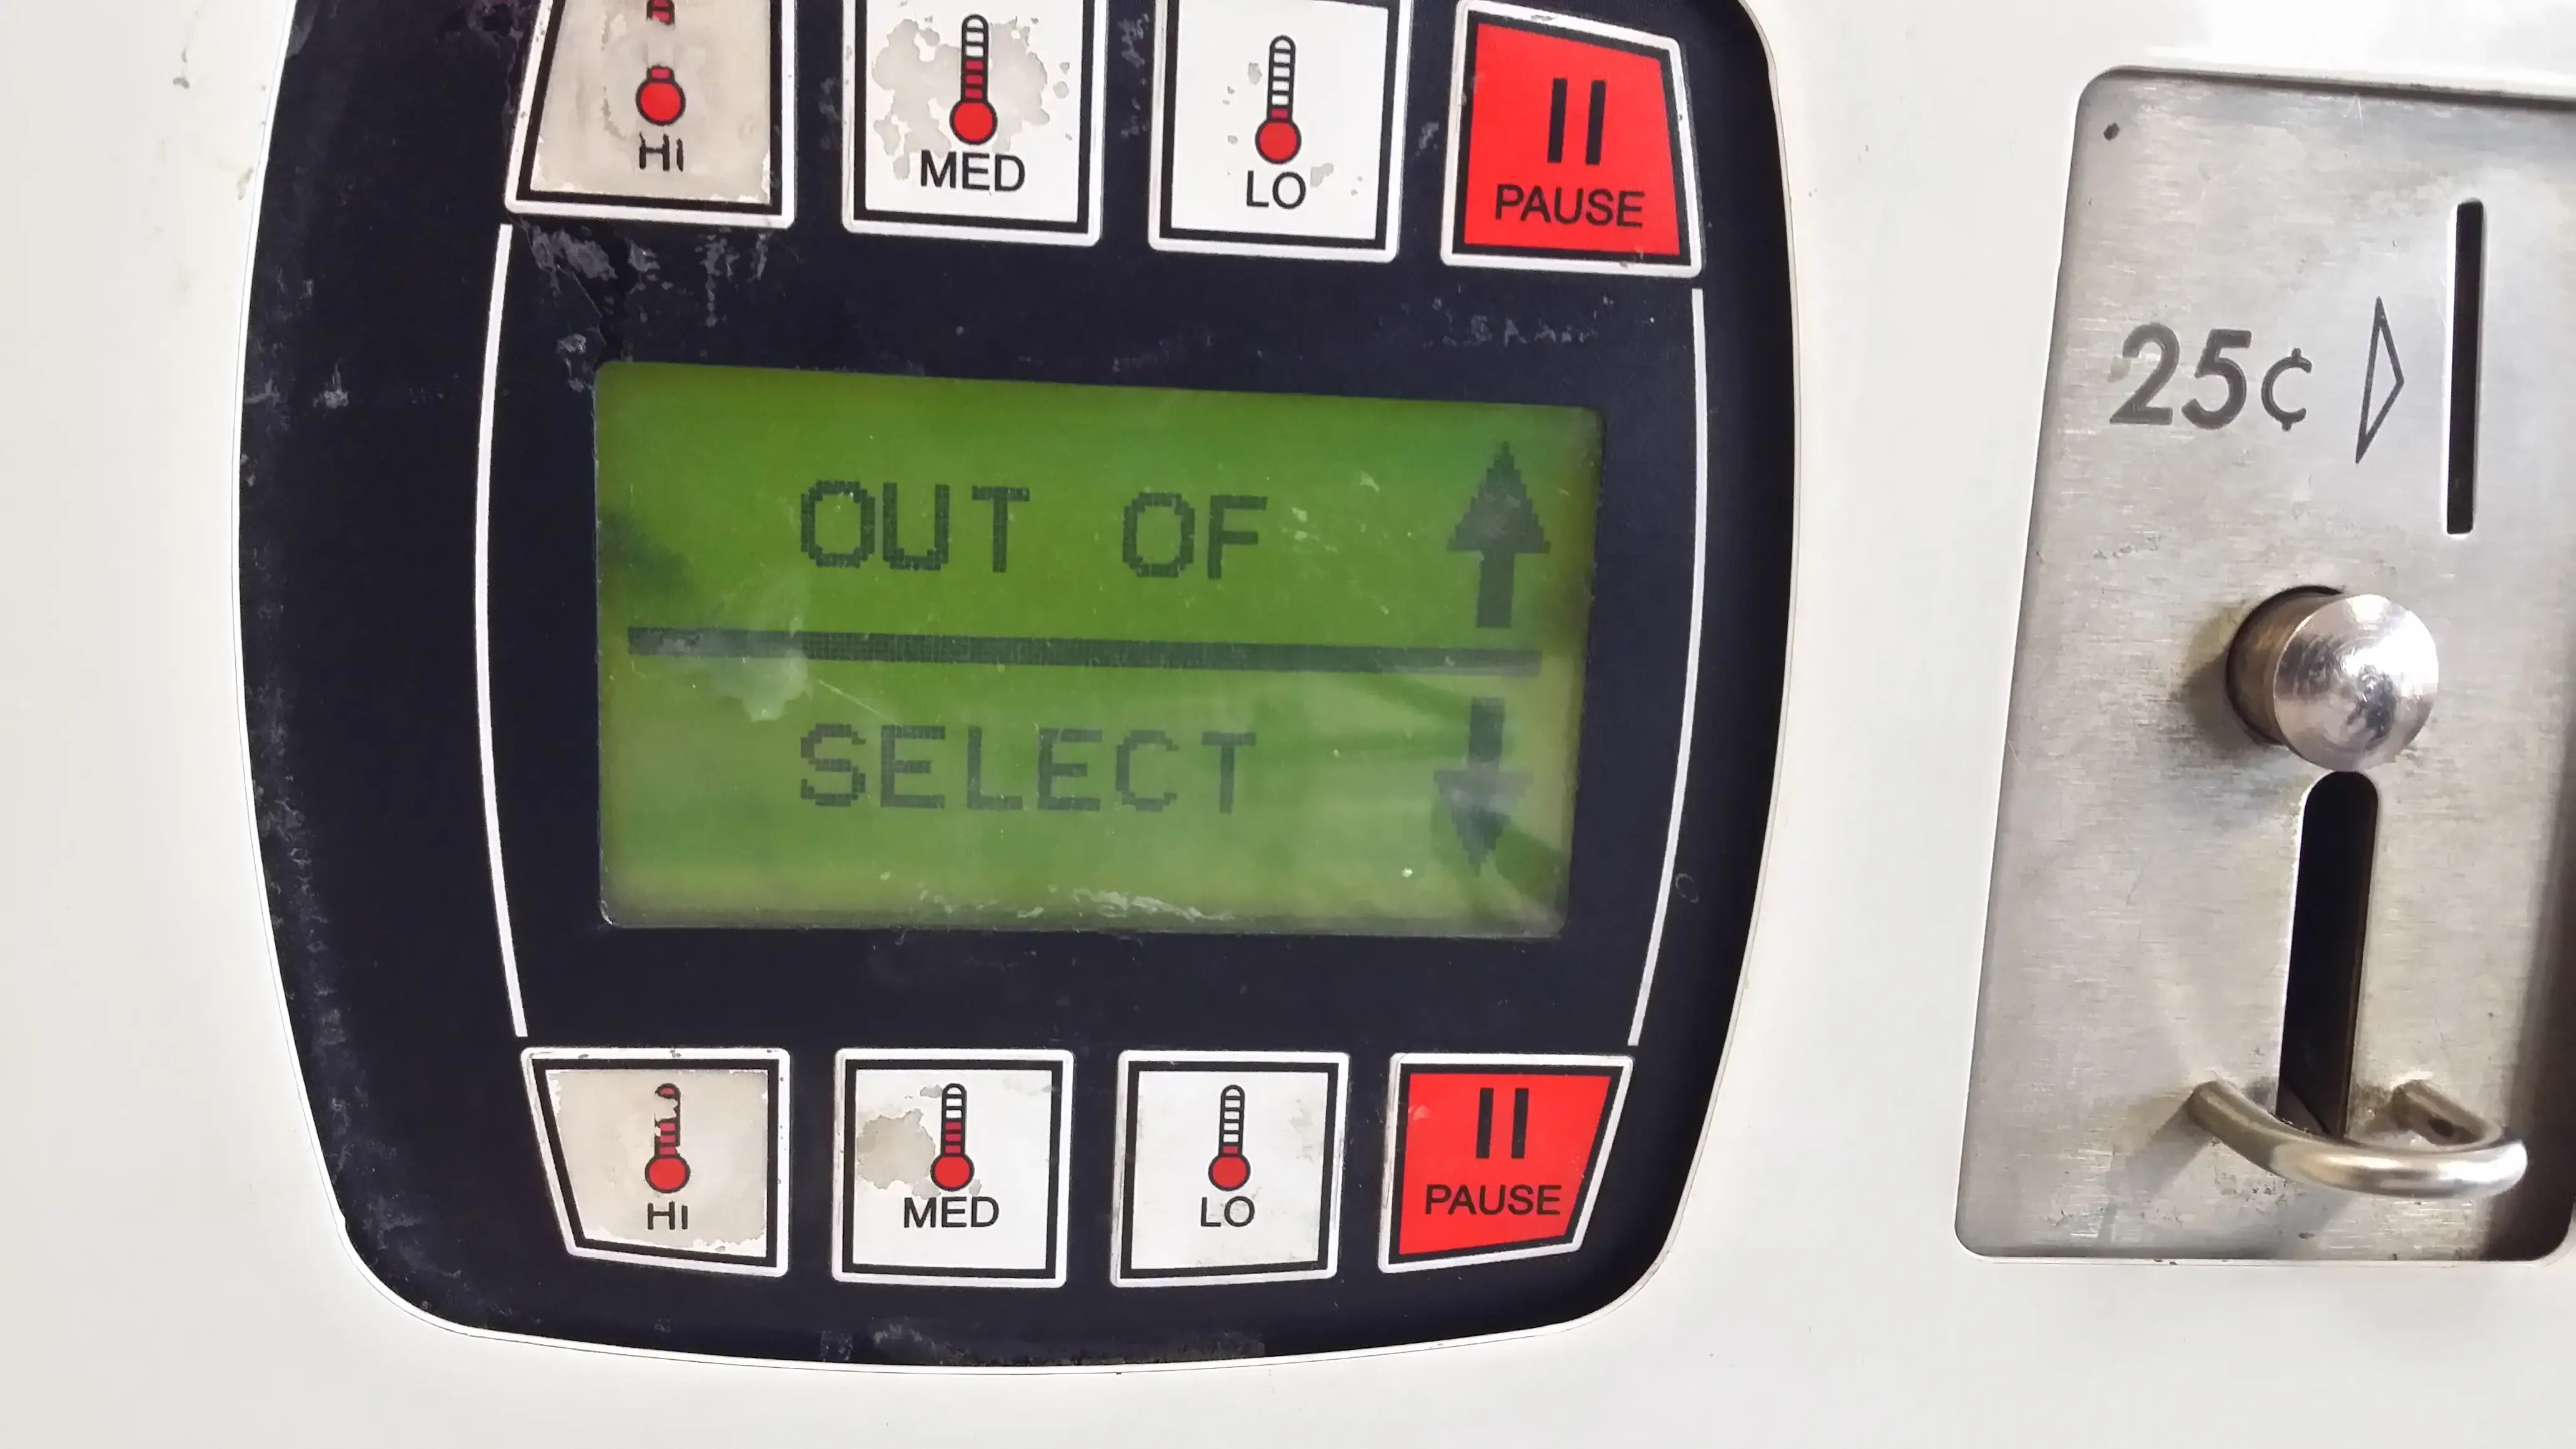 HI
MED
LO
PAUSE
25¢
OUT OF
SELECT
HI
MED
LO
PAUSE